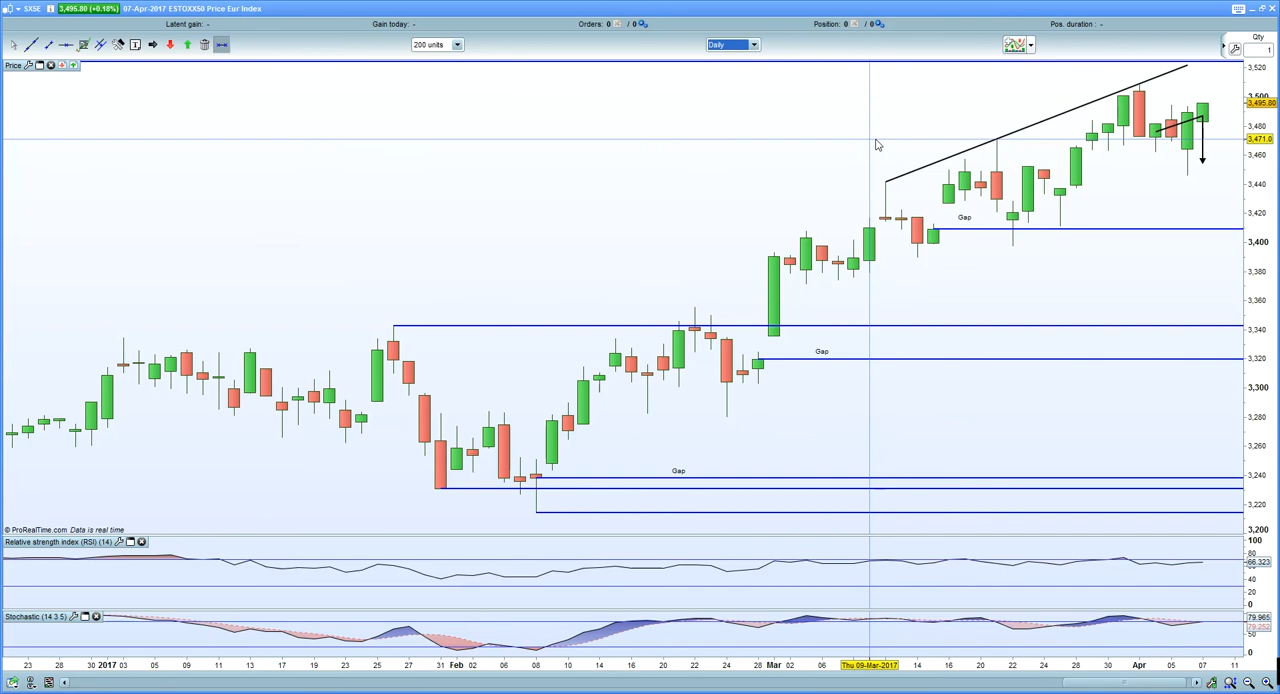 SX5E 3,495.80 (+0.18%) 07-Apr-2017 ESTOXX50 Price Eur Index
Latent gain: - Gain today: - Orders: 0 / 0 Position: 0 / 0 Pos. duration : -
200 units Daily Qty
1
Price
3,520
3,500
3,495.80
3,480
3,471.0
3,460
3,440
3,420
Gap
3,400
3,380
3,360
3,340
Gap
3,320
3,300
3,280
3,260
Gap
3,240
3,220
© ProRealTime.com Data is real time
3,200
Relative strength index (RSI) (14)
100
80
66.323
40
20
0
Stochastic (14 3 5)
79.965
79.252
50
0
23 28 30 2017 03 05 09 11 13 17 19 23 25 27 31 Feb 02 06 08 10 14 16 20 22 24 28 Mar 02 06 Thu 09-Mar-2017 14 16 20 22 24 28 30 Apr 05 07 11